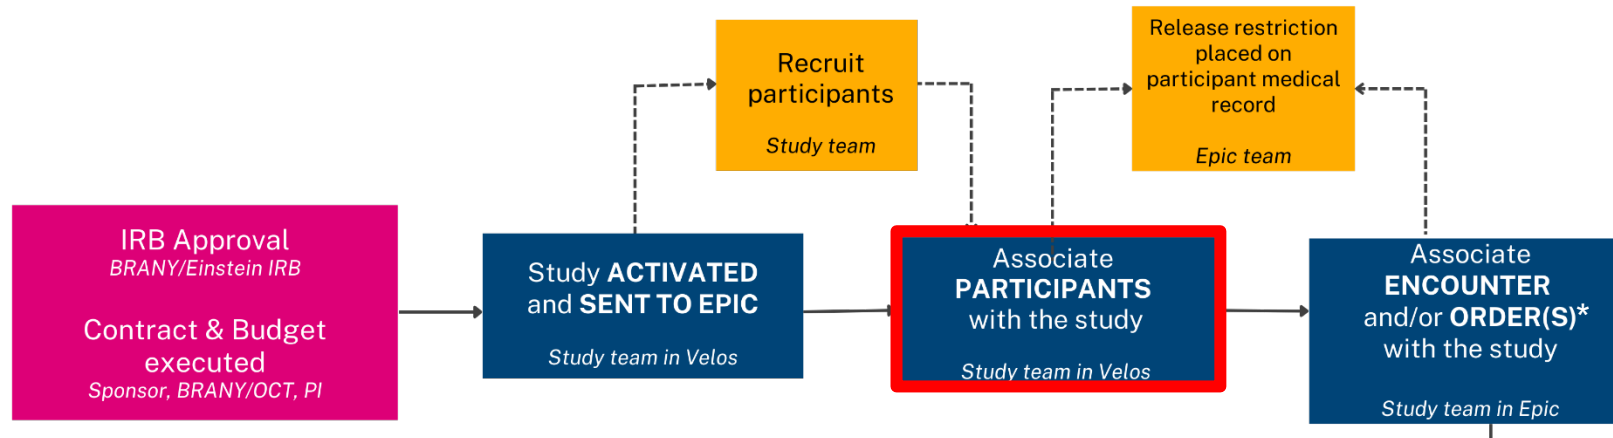 Recruit
participants
Study team
Release restriction
placed on
participant medical
record
Epic team
IRB Approval
BRANY/Einstein IRB
Contract & Budget
executed
Sponsor, BRANY/OCT, PI
Study ACTIVATED
and SENT TO EPIC
Study team in Velos
Associate
PARTICIPANTS
with the study
Study team in Velos
Associate
ENCOUNTER
and/or ORDER(S)*
with the study
Study team in Epic